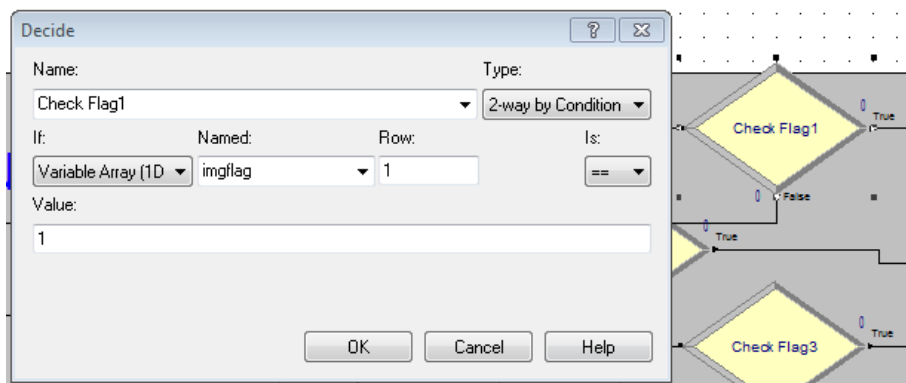 Decide
Name: Type:
Check Flag1 2-way by Condition
If: Named: Row: Is:
Variable Array (1D imgflag 1 ==
Value:
1
OK Cancel Help
Check Flag1
0 True
0 False
0 True
Check Flag3
0 True